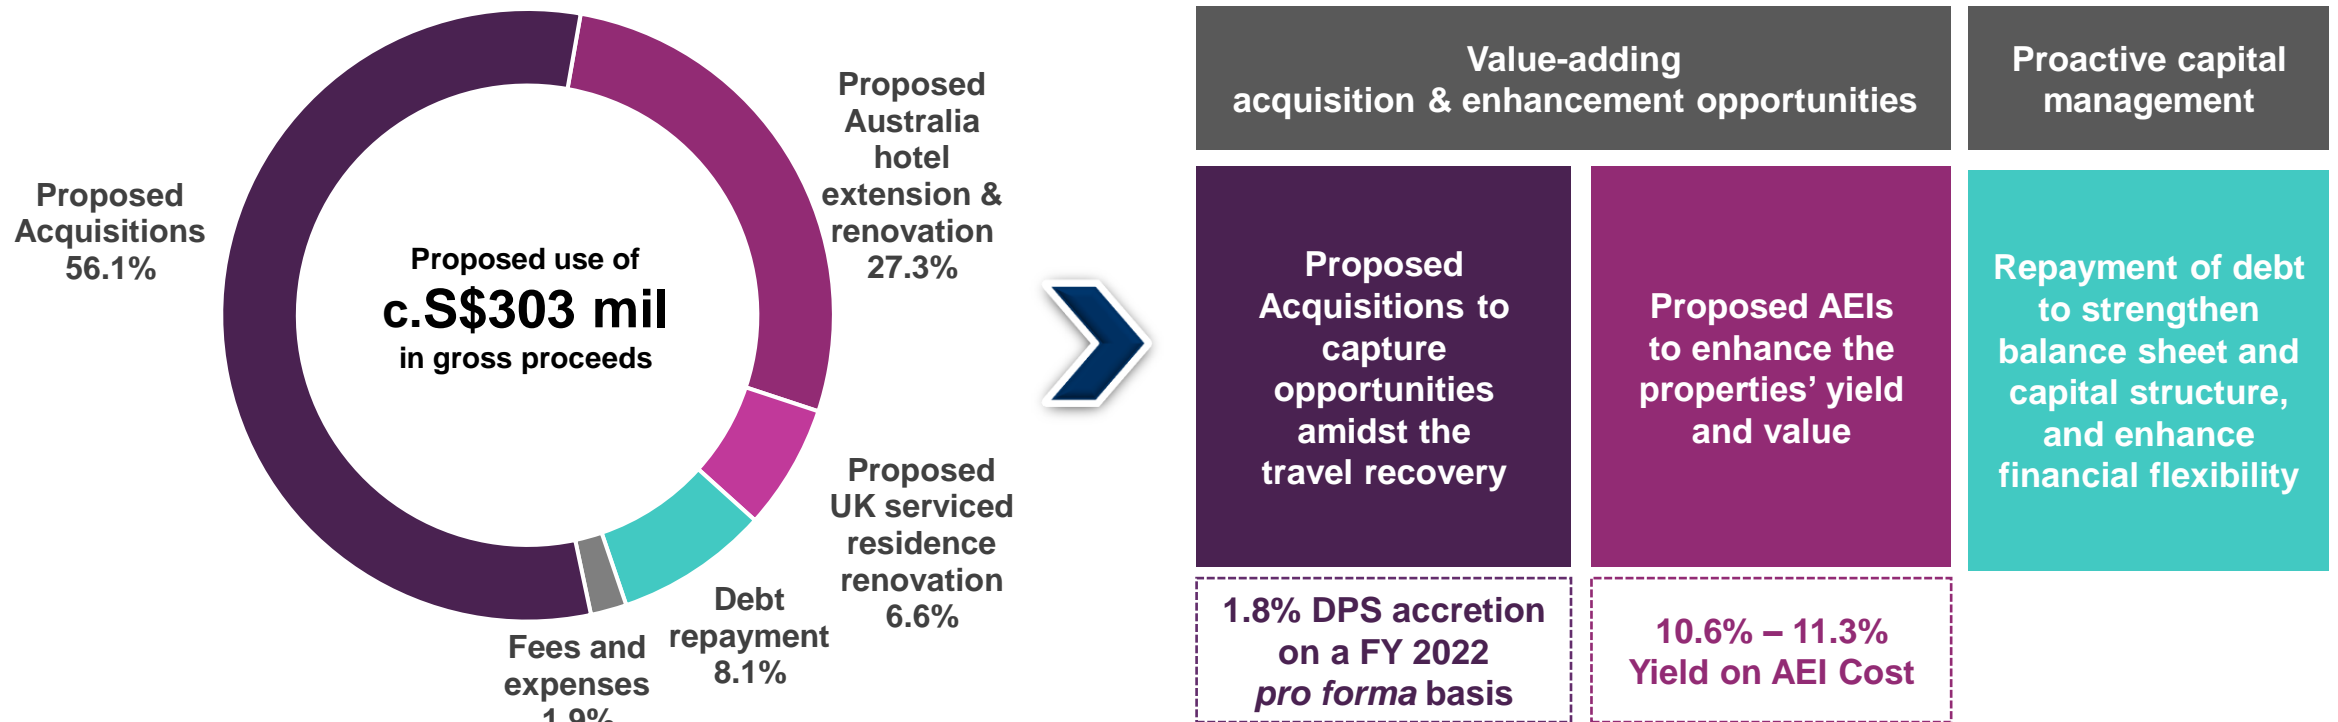 Proposed
Acquisitions
56.1%
Proposed use of
c.S$303 mil
in gross proceeds
Proposed
Australia
hotel
extension &
renovation
27.3%
Proposed
UK serviced
residence
renovation
6.6%
Debt
repayment
8.1%
Fees and
expenses
1.9%
Value-adding
acquisition & enhancement opportunities
Proactive capital
management
Proposed
Acquisitions to
capture
opportunities
amidst the
travel recovery
Proposed AEIs
to enhance the
properties’ yield
and value
Repayment of debt
to strengthen
balance sheet and
capital structure,
and enhance
financial flexibility
1.8% DPS accretion
on a FY 2022
pro forma basis
10.6% – 11.3%
Yield on AEI Cost